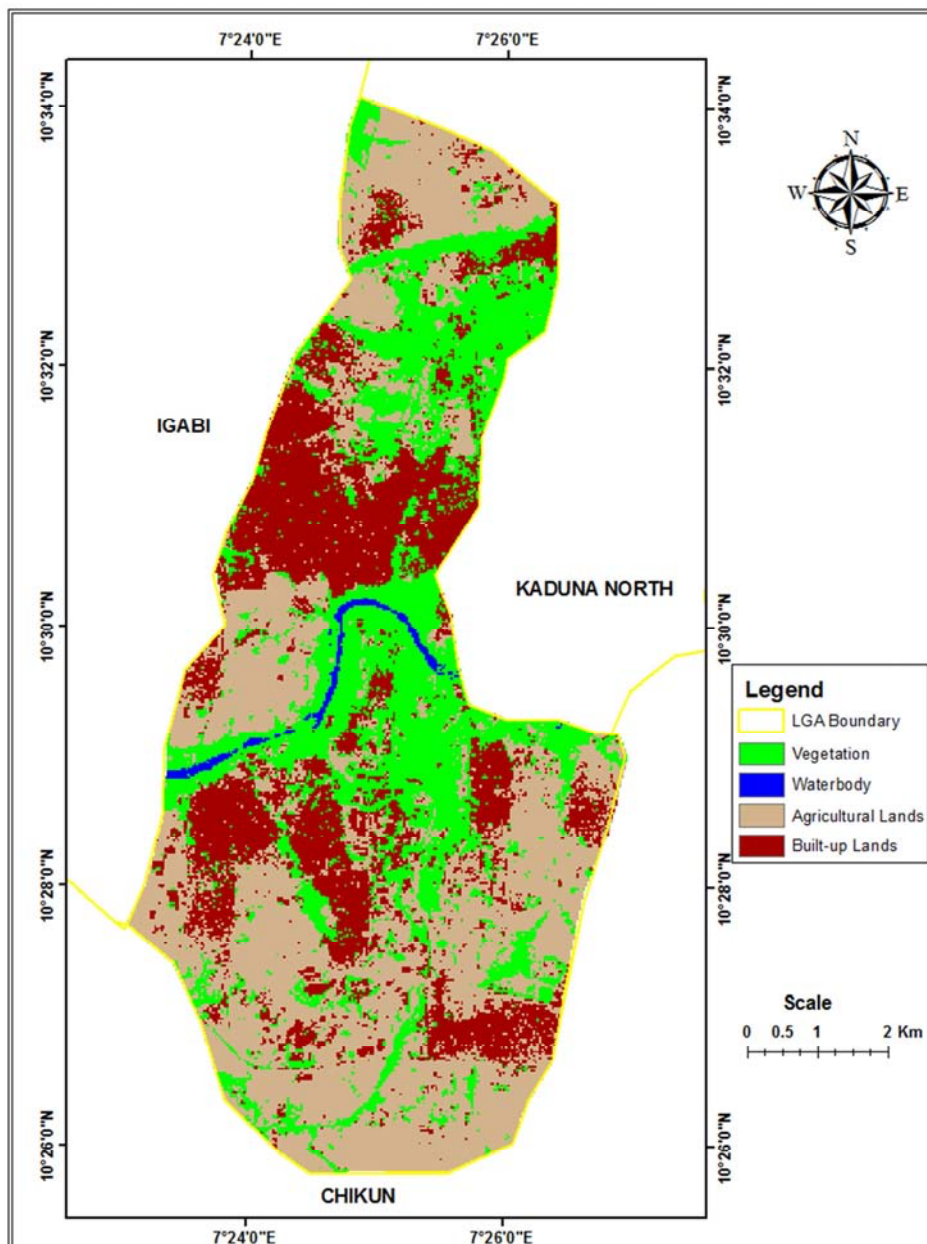 7°24'0"E
7°26'0"E
10°34'0"N
10°34'0"N
N
W
E
S
10°32'0"N
10°32'0"N
IGABI
KADUNA NORTH
10°30'0"N
10°30'0"N
Legend
LGA Boundary
Vegetation
Waterbody
Agricultural Lands
Built-up Lands
10°28'0"N
10°28'0"N
Scale
0 0.5 1 2 Km
10°26'0"N
10°26'0"N
CHIKUN
7°24'0"E
7°26'0"E